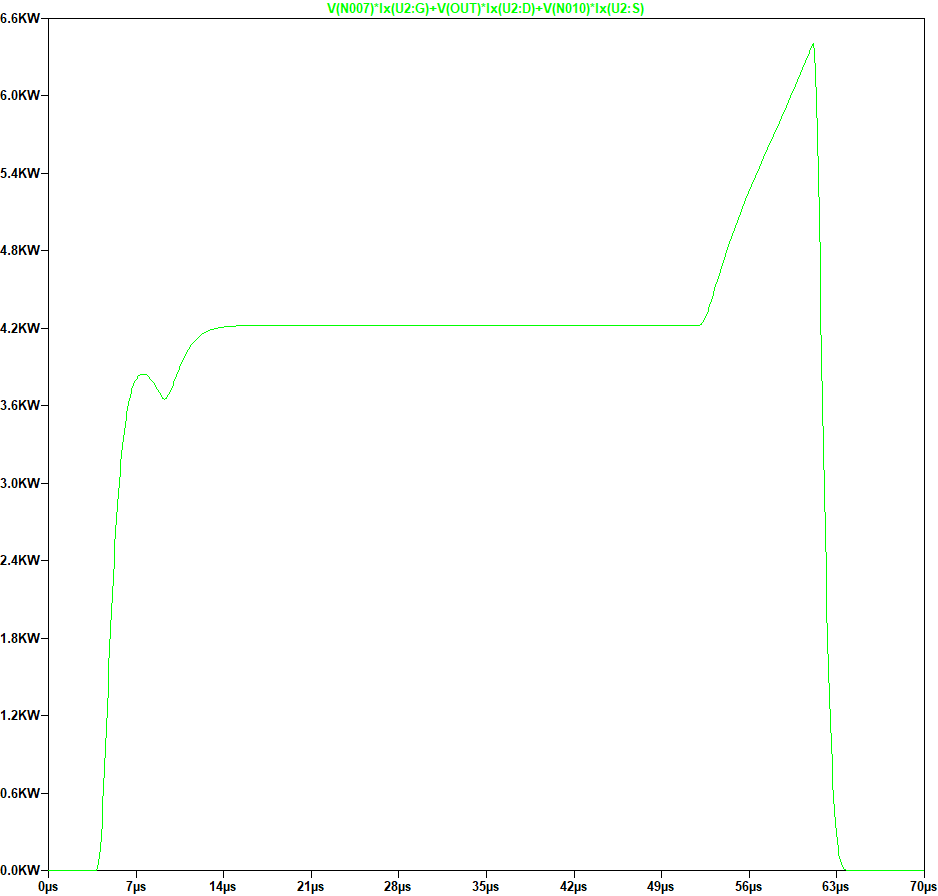 V(N007)*Ix(U2:G)+V(OUT)*Ix(U2:D)+V(N010)*Ix(U2:S)
6.6KW
6.0KW
5.4KW
4.8KW
4.2KW
3.6KW
3.0KW
2.4KW
1.8KW
1.2KW
0.6KW
0.0KW
0µs 7µs 14µs 21µs 28µs 35µs 42µs 49µs 56µs 63µs 70µs